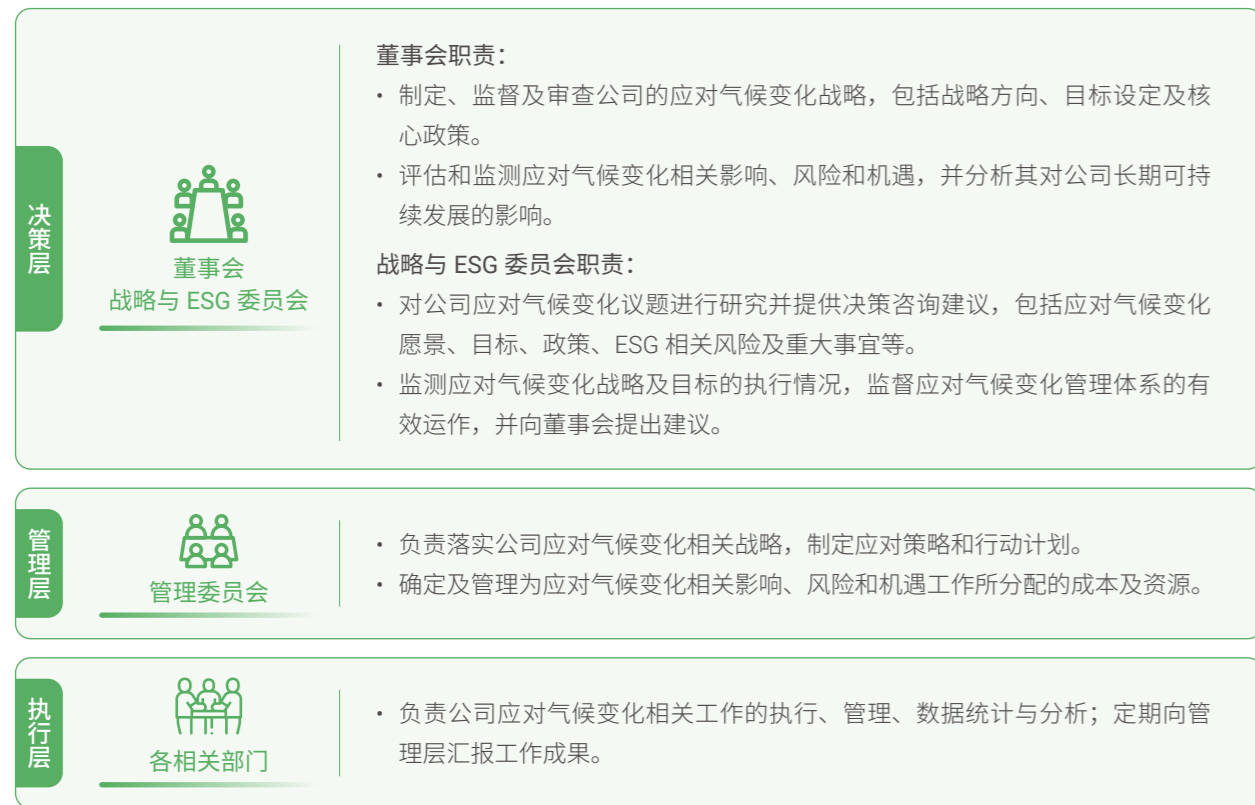 决策层
董事会
战略与 ESG 委员会
董事会职责：
• 制定、监督及审查公司的应对气候变化战略，包括战略方向、目标设定及核
心政策。
• 评估和监测应对气候变化相关影响、风险和机遇，并分析其对公司长期可持
续发展的影响。
战略与 ESG 委员会职责：
• 对公司应对气候变化议题进行研究并提供决策咨询建议，包括应对气候变化
愿景、目标、政策、ESG 相关风险及重大事宜等。
• 监测应对气候变化战略及目标的执行情况，监督应对气候变化管理体系的有
效运作，并向董事会提出建议。
管理层
管理委员会
• 负责落实公司应对气候变化相关战略，制定应对策略和行动计划。
• 确定及管理为应对气候变化相关影响、风险和机遇工作所分配的成本及资源。
执行层
各相关部门
• 负责公司应对气候变化相关工作的执行、管理、数据统计与分析；定期向管
理层汇报工作成果。